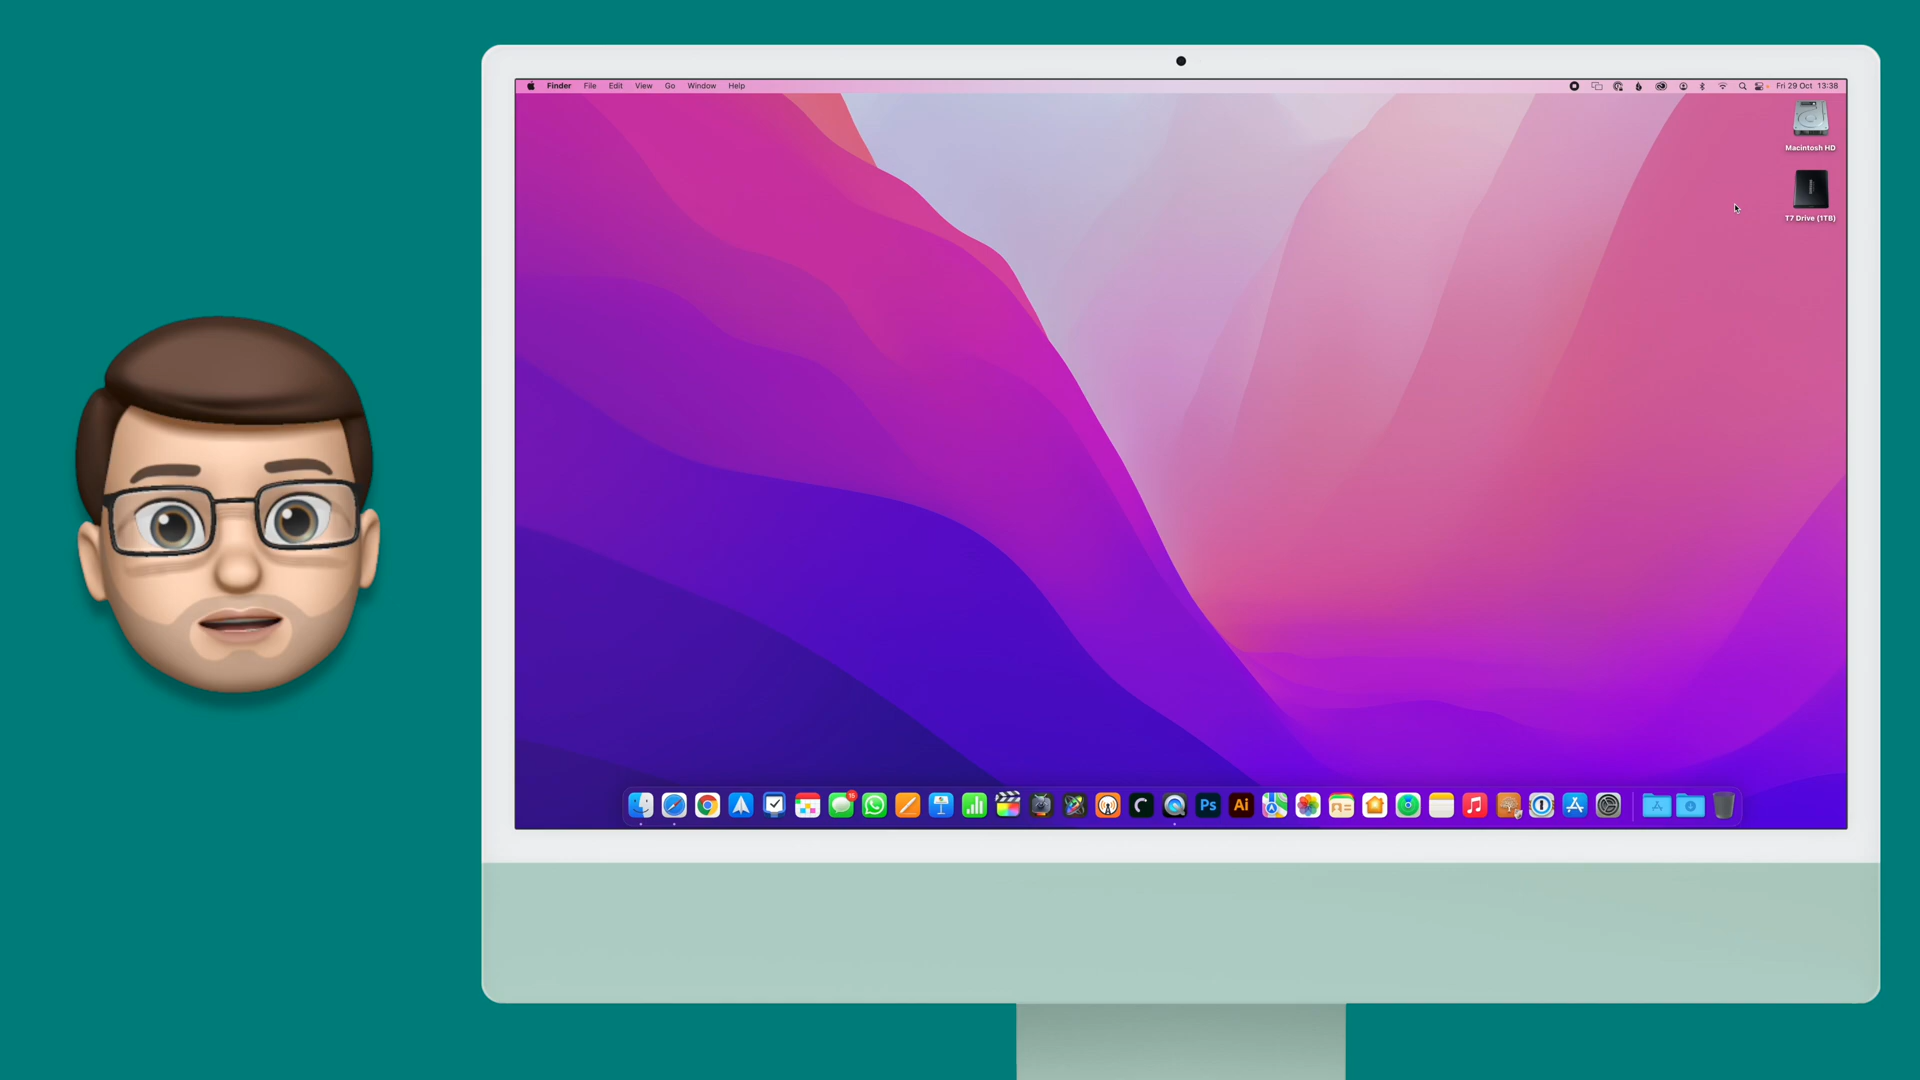 Finder File Edit View Go Window Help Fri 29 Oct 13:38
Macintosh HD
T7 Drive (1TB)
15
Ps Ai